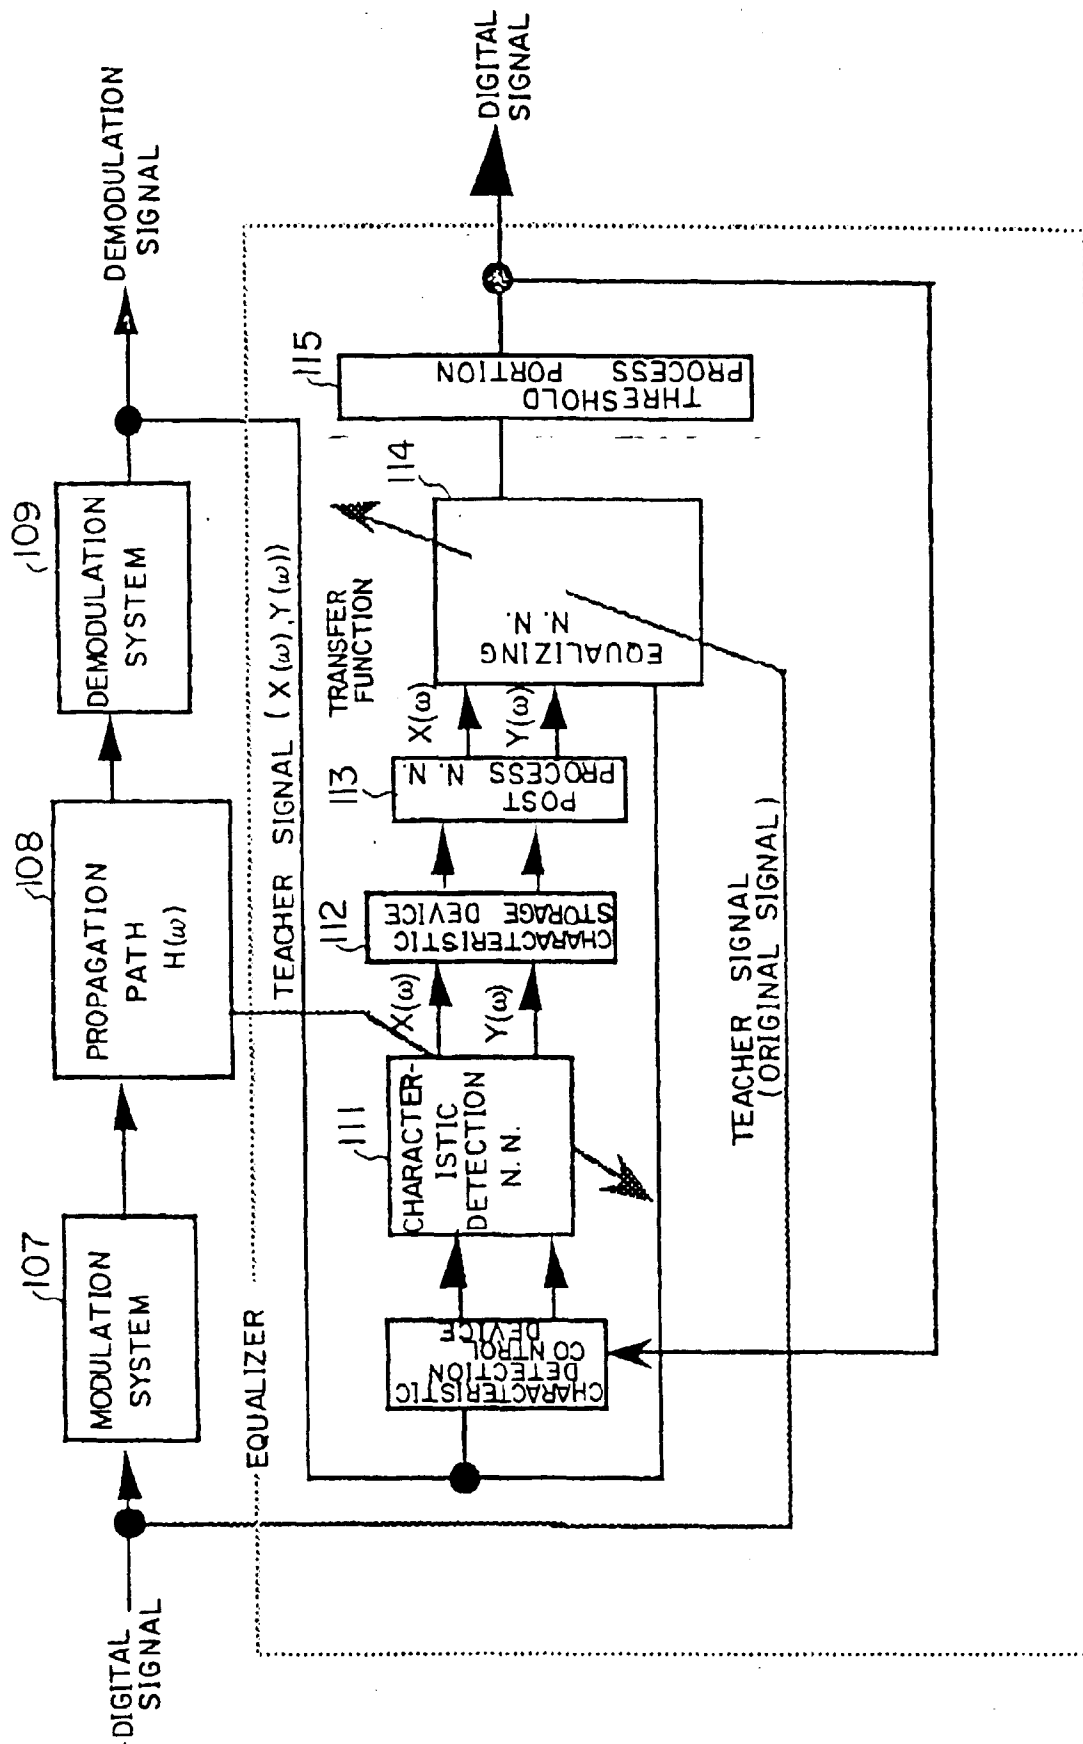 DIGITAL
SIGNAL
107
MODULATION
SYSTEM
108
PROPAGATION
PATH
H(ω)
109
DEMODULATION
SYSTEM
DEMODULATION
SIGNAL
EQUALIZER
TEACHER SIGNAL (X(ω),Y(ω))
CHARACTERISTIC
DETECTION
CONTROL
DEVICE
111
CHARACTER-
ISTIC
DETECTION
N. N.
X(ω)
Y(ω)
112
CHARACTERISTIC
STORAGE DEVICE
113
POST
PROCESS N. N.
TRANSFER
FUNCTION
X(ω)
Y(ω)
114
EQUALIZING
N. N.
115
THRESHOLD
PROCESS PORTION
DIGITAL
SIGNAL
TEACHER SIGNAL
(ORIGINAL SIGNAL)